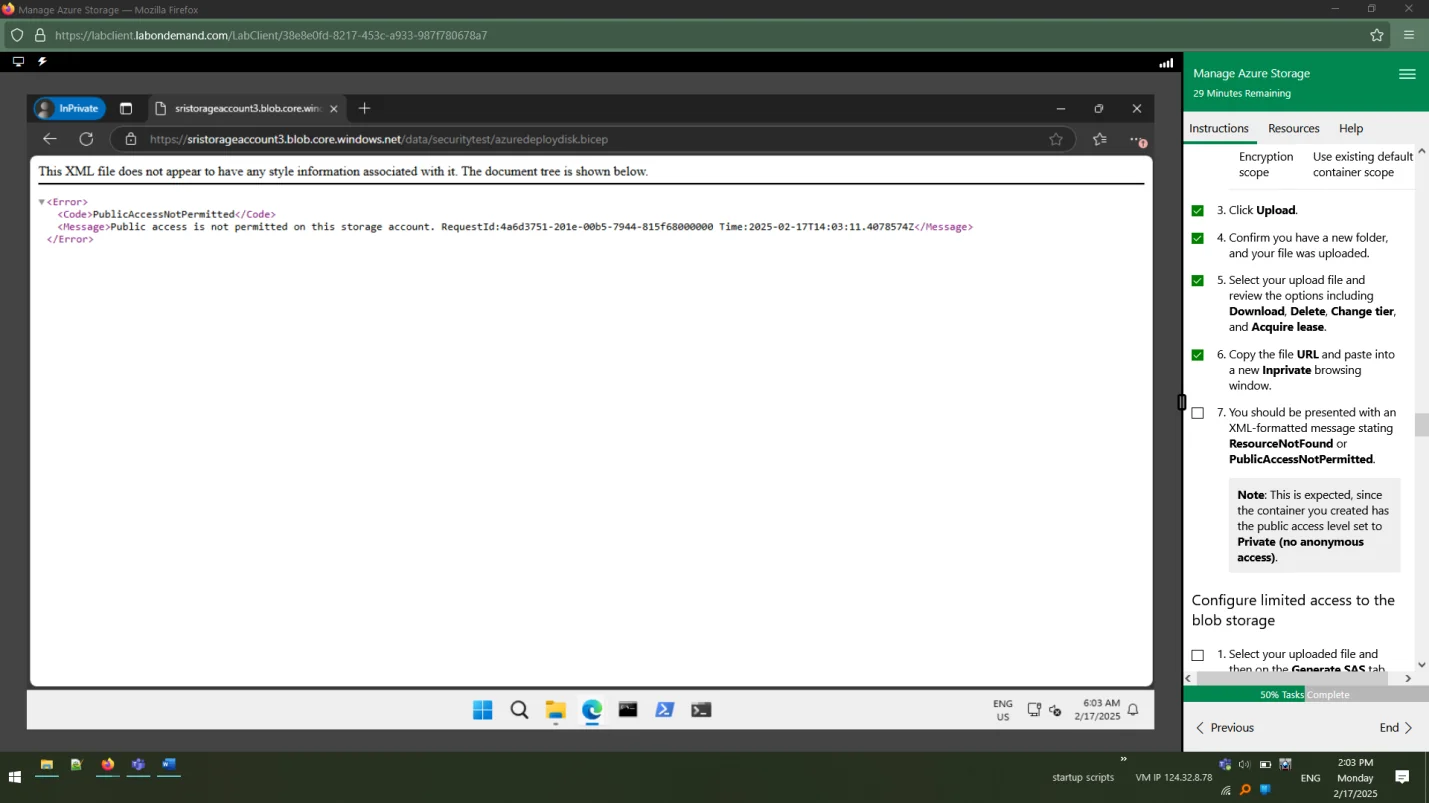 Manage Azure Storage — Mozilla Firefox
https://labclient.labondemand.com/LabClient/38e8e0fd-8217-453c-a933-987f780678a7
InPrivate
sristorageaccount3.blob.core.win
https://sristorageaccount3.blob.core.windows.net/data/securitytest/azuredeploydisk.bicep
This XML file does not appear to have any style information associated with it. The document tree is shown below.
<Error>
<Code>PublicAccessNotPermitted</Code>
<Message>Public access is not permitted on this storage account. RequestId:4a6d3751-201e-00b5-7944-815f68000000 Time:2025-02-17T14:03:11.4078574Z</Message>
</Error>
ENG
US
6:03 AM
2/17/2025
Manage Azure Storage
29 Minutes Remaining
Instructions Resources Help
Encryption Use existing default
scope container scope
3. Click Upload.
4. Confirm you have a new folder,
and your file was uploaded.
5. Select your upload file and
review the options including
Download, Delete, Change tier,
and Acquire lease.
6. Copy the file URL and paste into
a new Inprivate browsing
window.
7. You should be presented with an
XML-formatted message stating
ResourceNotFound or
PublicAccessNotPermitted.
Note: This is expected, since
the container you created has
the public access level set to
Private (no anonymous
access).
Configure limited access to the
blob storage
1. Select your uploaded file and
then on the Generate SAS tab
50% Tasks Complete
Previous End
startup scripts
VM IP 124.32.8.78
ENG
2:03 PM
Monday
2/17/2025